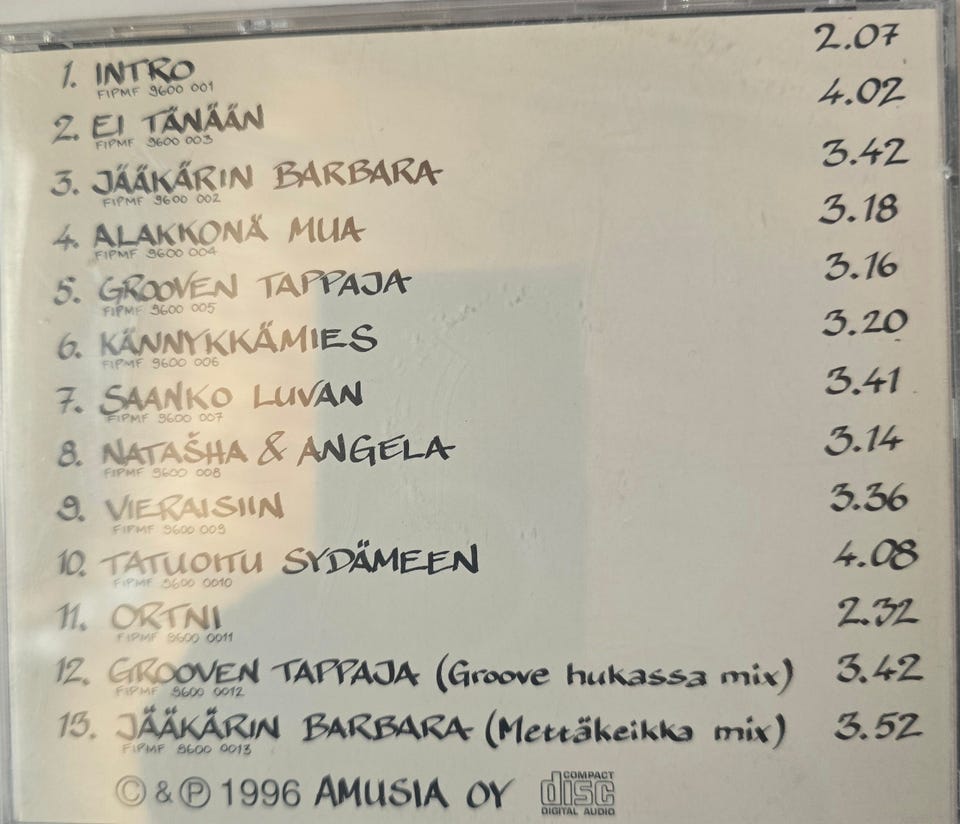 1. INTRO 2.07
FIPMF 9600 001
2. EI TÄNÄÄN 4.02
FIPMF 9600 003
3. JÄÄKÄRIN BARBARA 3.42
FIPMF 9600 002
4. ALAKKONÄ MUA 3.18
FIPMF 9600 004
5. GROOVEN TAPPAJA 3.16
FIPMF 9600 005
6. KÄNNYKKÄMIES 3.20
FIPMF 9600 006
7. SAANKO LUVAN 3.41
FIPMF 9600 007
8. NATAŠHA & ANGELA 3.14
FIPMF 9600 008
9. VIERAISIIN 3.36
FIPMF 9600 009
10. TATUOITU SYDÄMEEN 4.08
FIPMF 9600 0010
11. ORTNI 2.32
FIPMF 9600 0011
12. GROOVEN TAPPAJA (Groove hukassa mix) 3.42
FIPMF 9600 0012
13. JÄÄKÄRIN BARBARA (Mettäkeikka mix) 3.52
FIPMF 9600 0013
© & ℗ 1996 AMUSIA OY COMPACT disc DIGITAL AUDIO